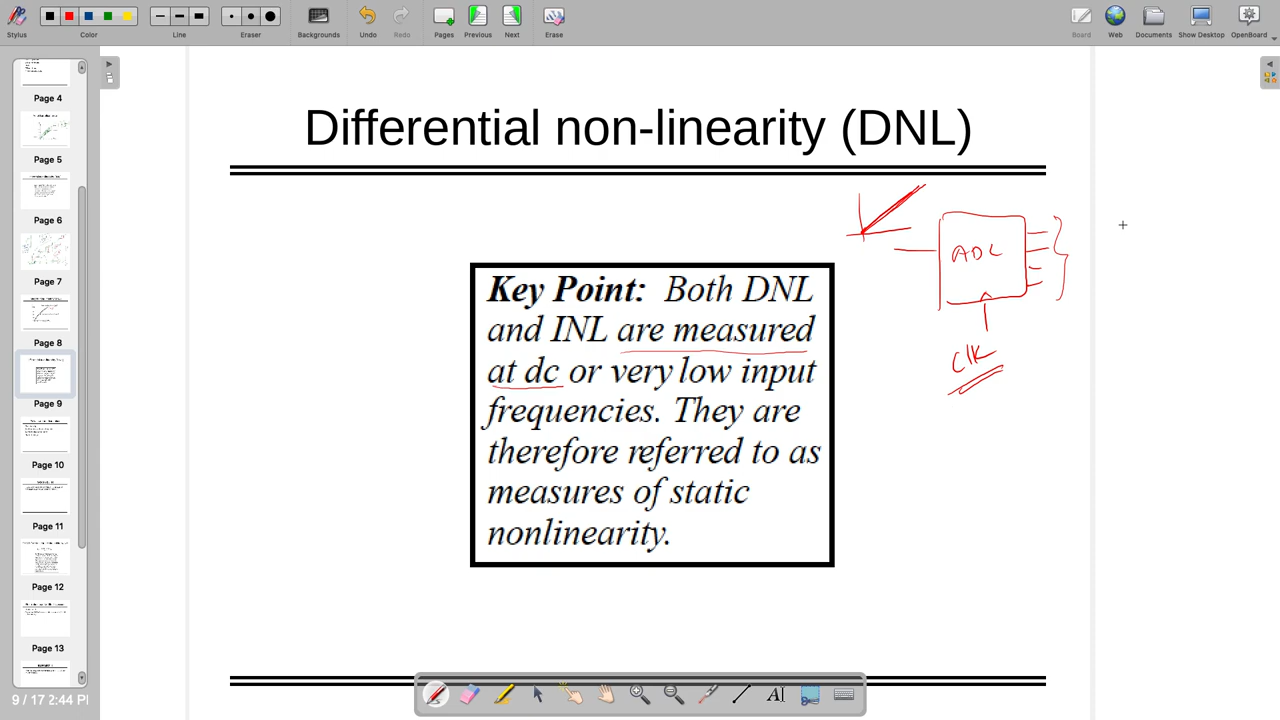 Stylus
Color
Line
Eraser
Backgrounds
Undo
Redo
Pages
Previous
Next
Erase
Board
Web
Documents
Show Desktop
OpenBoard
Page 4
Page 5
Page 6
Page 7
Page 8
Page 9
Page 10
Page 11
Page 12
Page 13
9 / 17 2:44 P
Differential non-linearity (DNL)
Key Point: Both DNL
and INL are measured
at dc or very low input
frequencies. They are
therefore referred to as
measures of static
nonlinearity.
ADC
Clk